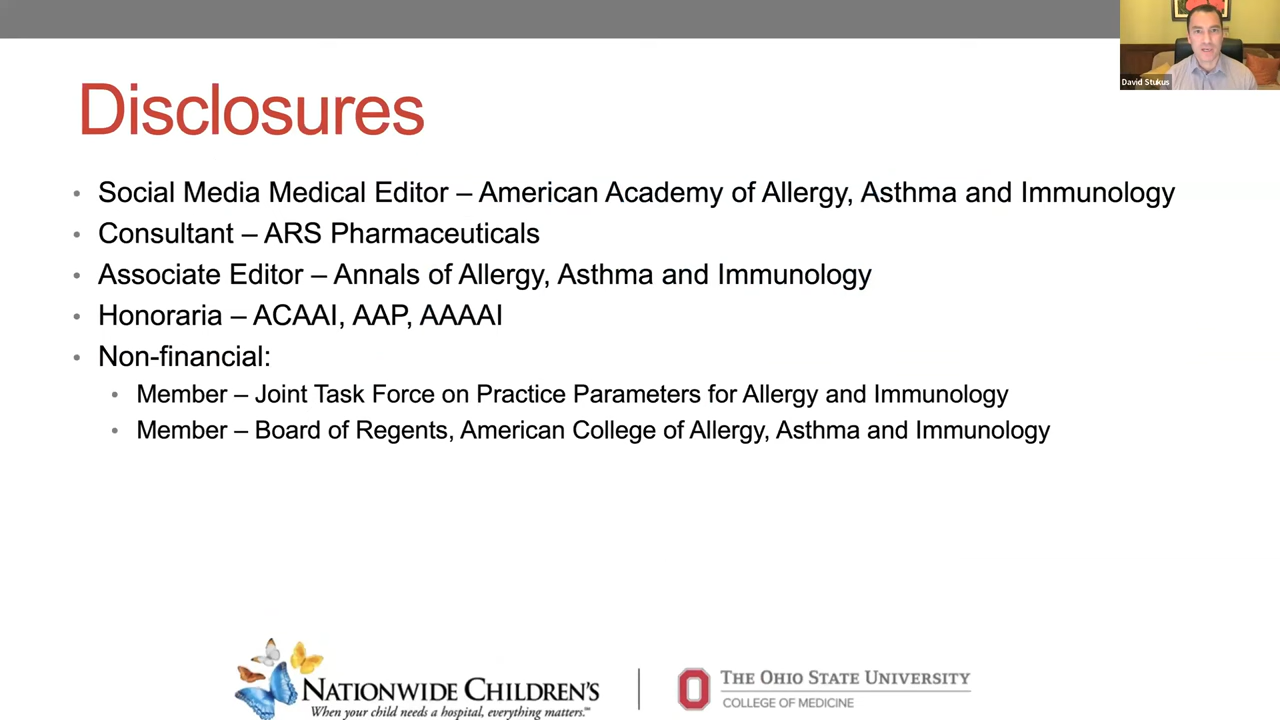 David Stukus
Disclosures
• Social Media Medical Editor – American Academy of Allergy, Asthma and Immunology
• Consultant – ARS Pharmaceuticals
• Associate Editor – Annals of Allergy, Asthma and Immunology
• Honoraria – ACAAI, AAP, AAAAI
• Non-financial:
• Member – Joint Task Force on Practice Parameters for Allergy and Immunology
• Member – Board of Regents, American College of Allergy, Asthma and Immunology
NATIONWIDE CHILDREN'S
When your child needs a hospital, everything matters.℠
THE OHIO STATE UNIVERSITY
COLLEGE OF MEDICINE